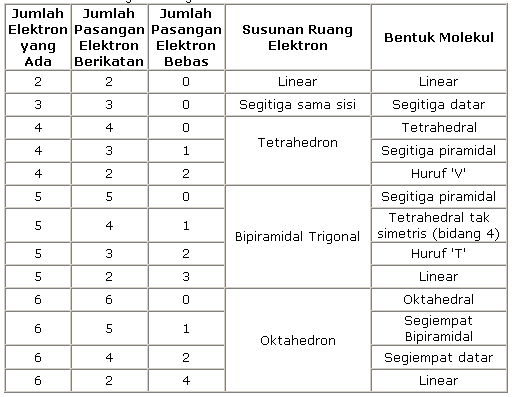 Jumlah Elektron yang Ada | Jumlah Pasangan Elektron Berikatan | Jumlah Pasangan Elektron Bebas | Susunan Ruang Elektron | Bentuk Molekul
2 | 2 | 0 | Linear | Linear
3 | 3 | 0 | Segitiga sama sisi | Segitiga datar
4 | 4 | 0 | Tetrahedron | Tetrahedral
4 | 3 | 1 | Segitiga piramidal
4 | 2 | 2 | Huruf 'V'
5 | 5 | 0 | Bipiramidal Trigonal | Segitiga piramidal
5 | 4 | 1 | Tetrahedral tak simetris (bidang 4)
5 | 3 | 2 | Huruf 'T'
5 | 2 | 3 | Linear
6 | 6 | 0 | Oktahedron | Oktahedral
6 | 5 | 1 | Segiempat Bipiramidal
6 | 4 | 2 | Segiempat datar
6 | 2 | 4 | Linear